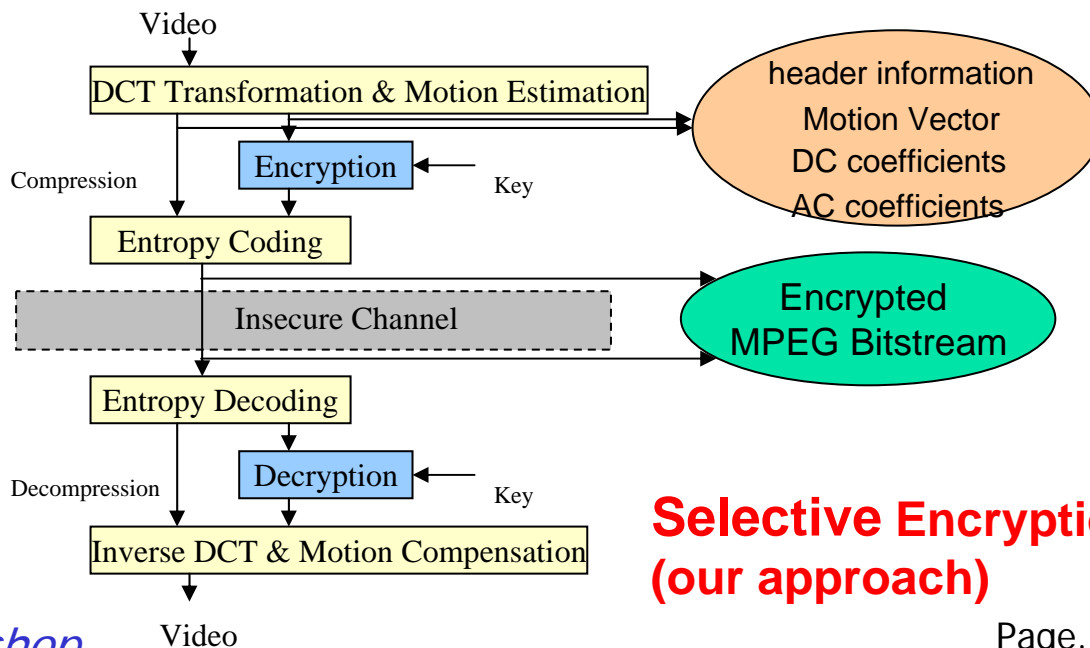 Video
DCT Transformation & Motion Estimation
header information
Motion Vector
DC coefficients
AC coefficients
Encryption
Compression
Key
Entropy Coding
Encrypted
MPEG Bitstream
Insecure Channel
Entropy Decoding
Decryption
Decompression
Key
Selective
(our approach)
Inverse DCT & Motion Compensation
Video
Page.